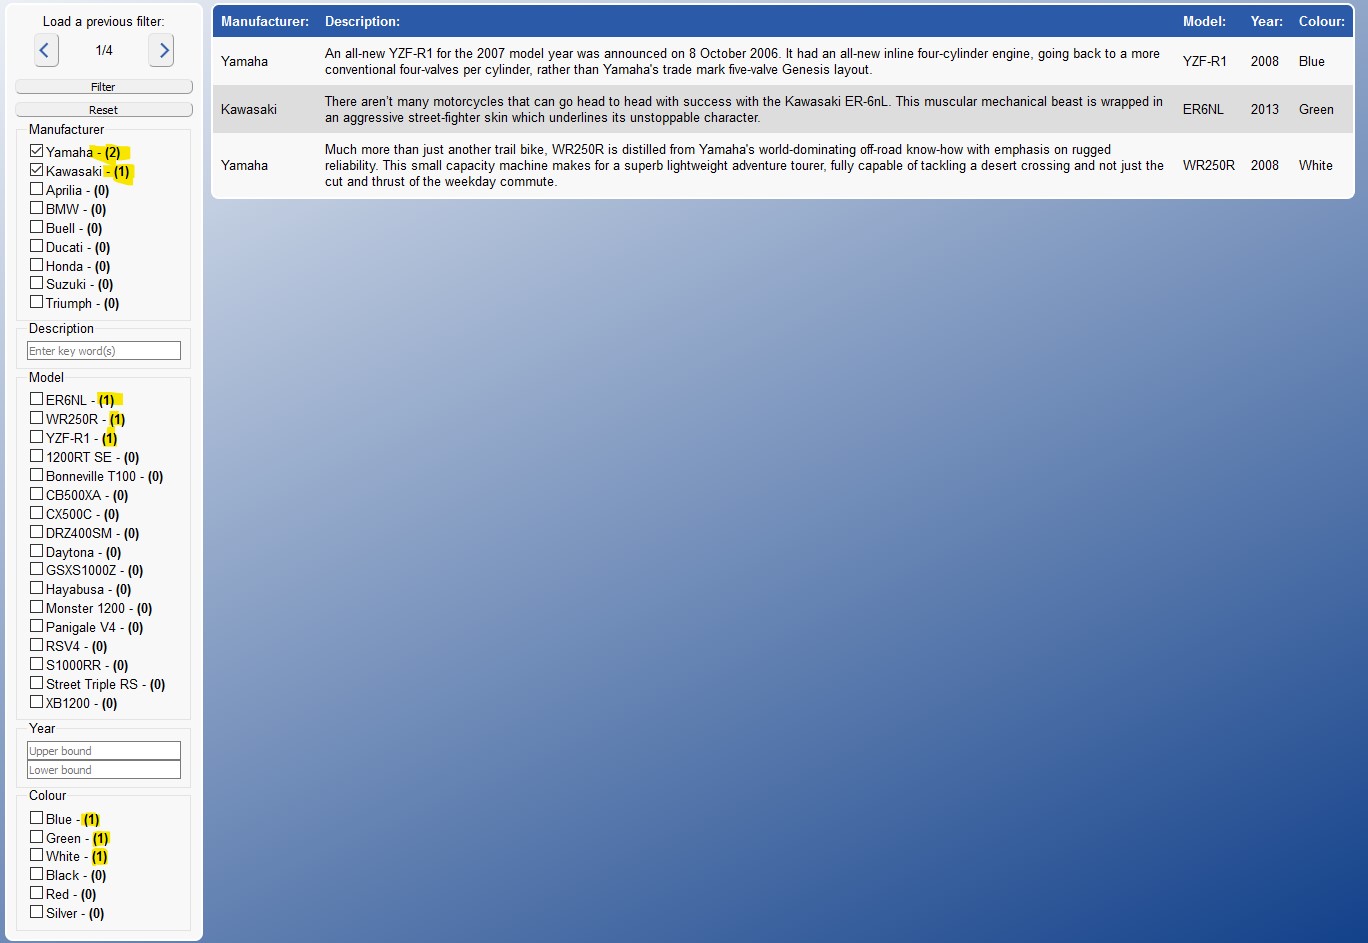 Load a previous filter:
1/4
Filter
Reset
Manufacturer
Yamaha - (2)
Kawasaki - (1)
Aprilia - (0)
BMW - (0)
Buell - (0)
Ducati - (0)
Honda - (0)
Suzuki - (0)
Triumph - (0)
Description
Enter key word(s)
Model
ER6NL - (1)
WR250R - (1)
YZF-R1 - (1)
1200RT SE - (0)
Bonneville T100 - (0)
CB500XA - (0)
CX500C - (0)
DRZ400SM - (0)
Daytona - (0)
GSXS1000Z - (0)
Hayabusa - (0)
Monster 1200 - (0)
Panigale V4 - (0)
RSV4 - (0)
S1000RR - (0)
Street Triple RS - (0)
XB1200 - (0)
Year
Upper bound
Lower bound
Colour
Blue - (1)
Green - (1)
White - (1)
Black - (0)
Red - (0)
Silver - (0)
Manufacturer: Description: Model: Year: Colour:
An all-new YZF-R1 for the 2007 model year was announced on 8 October 2006. It had an all-new inline four-cylinder engine, going back to a more
Yamaha YZF-R1 2008 Blue
conventional four-valves per cylinder, rather than Yamaha's trade mark five-valve Genesis layout.
There aren't many motorcycles that can go head to head with success with the Kawasaki ER-6nL. This muscular mechanical beast is wrapped in
Kawasaki ER6NL 2013 Green
an aggressive street-fighter skin which underlines its unstoppable character.
Much more than just another trail bike, WR250R is distilled from Yamaha's world-dominating off-road know-how with emphasis on rugged
Yamaha reliability. This small capacity machine makes for a superb lightweight adventure tourer, fully capable of tackling a desert crossing and not just the WR250R 2008 White
cut and thrust of the weekday commute.